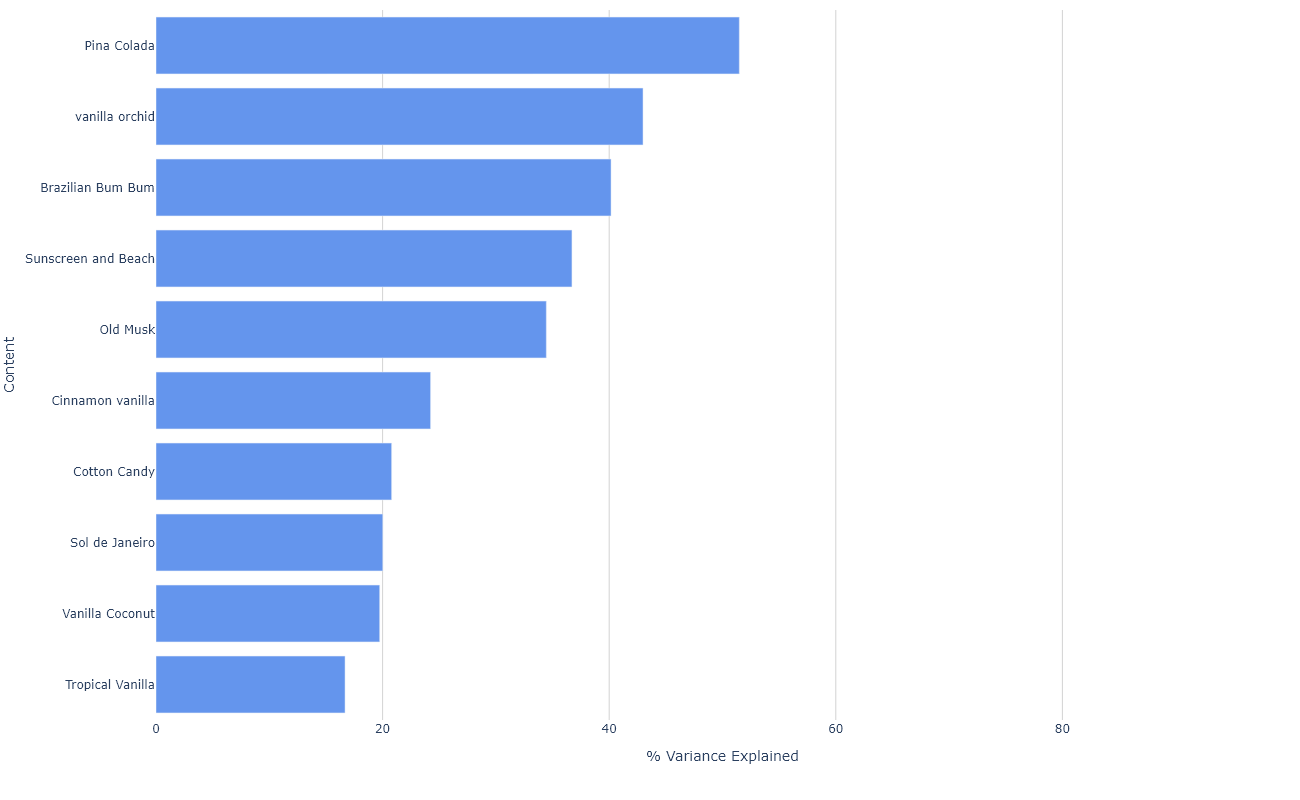 Pina Colada
vanilla orchid
Brazilian Bum Bum
Sunscreen and Beach
Old Musk
Cinnamon vanilla
Cotton Candy
Sol de Janeiro
Vanilla Coconut
Tropical Vanilla
Content
0 20 40 60 80
% Variance Explained